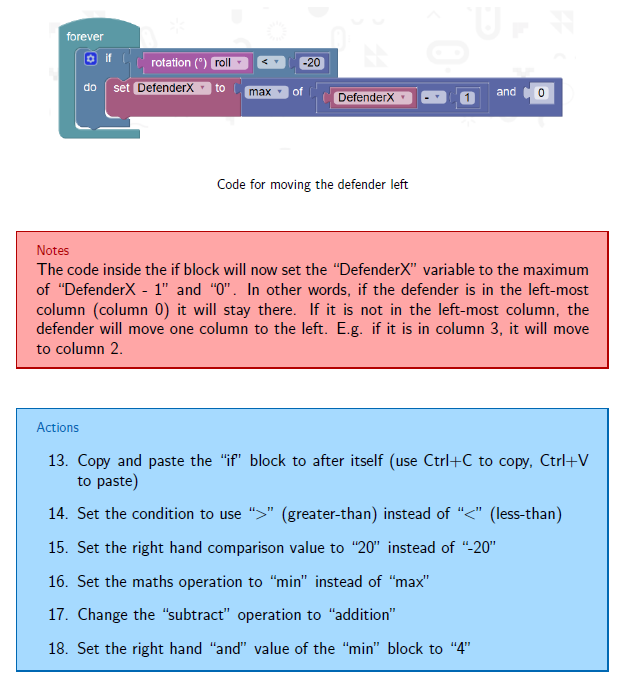 forever
if rotation (°) roll < -20
do set DefenderX to max of DefenderX - 1 and 0
Code for moving the defender left
Notes
The code inside the if block will now set the “DefenderX” variable to the maximum
of “DefenderX - 1” and “0”. In other words, if the defender is in the left-most
column (column 0) it will stay there. If it is not in the left-most column, the
defender will move one column to the left. E.g. if it is in column 3, it will move
to column 2.
Actions
13. Copy and paste the “if” block to after itself (use Ctrl+C to copy, Ctrl+V
to paste)
14. Set the condition to use “>” (greater-than) instead of “<” (less-than)
15. Set the right hand comparison value to “20” instead of “-20”
16. Set the maths operation to “min” instead of “max”
17. Change the “subtract” operation to “addition”
18. Set the right hand “and” value of the “min” block to “4”